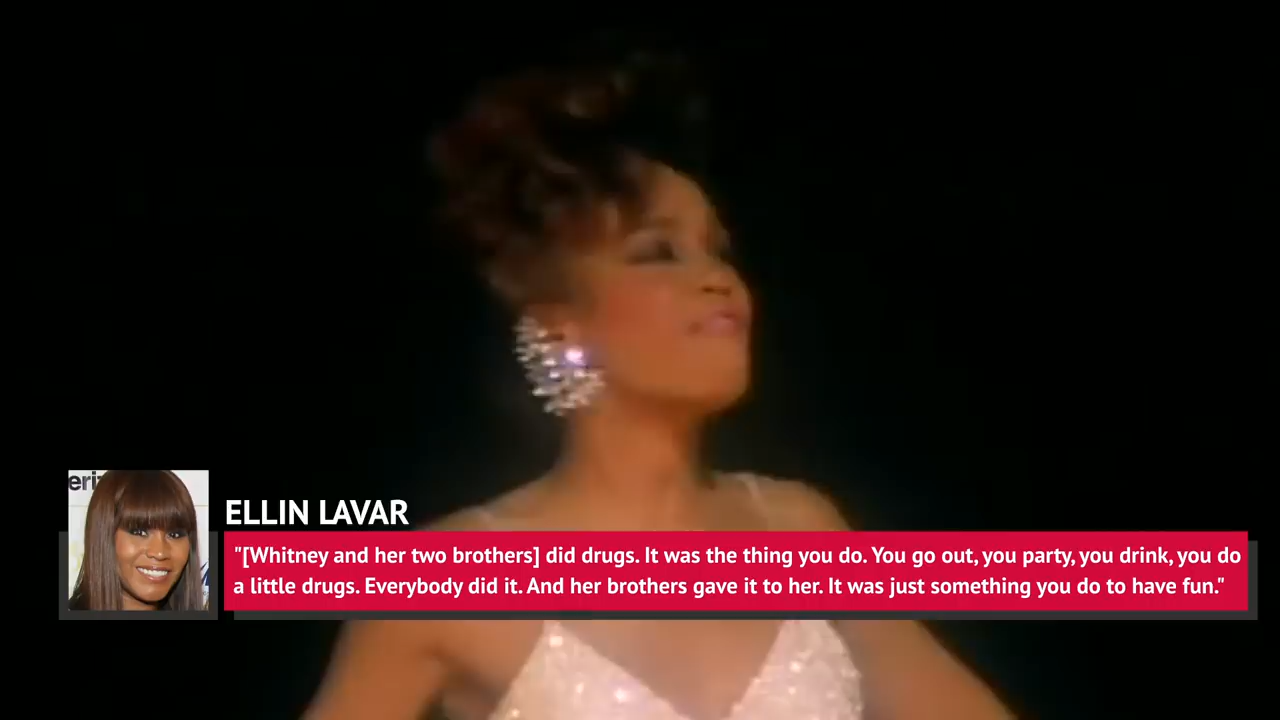 eri
ELLIN LAVAR
"[Whitney and her two brothers] did drugs. It was the thing you do. You go out, you party, you drink, you do
a little drugs. Everybody did it. And her brothers gave it to her. It was just something you do to have fun."